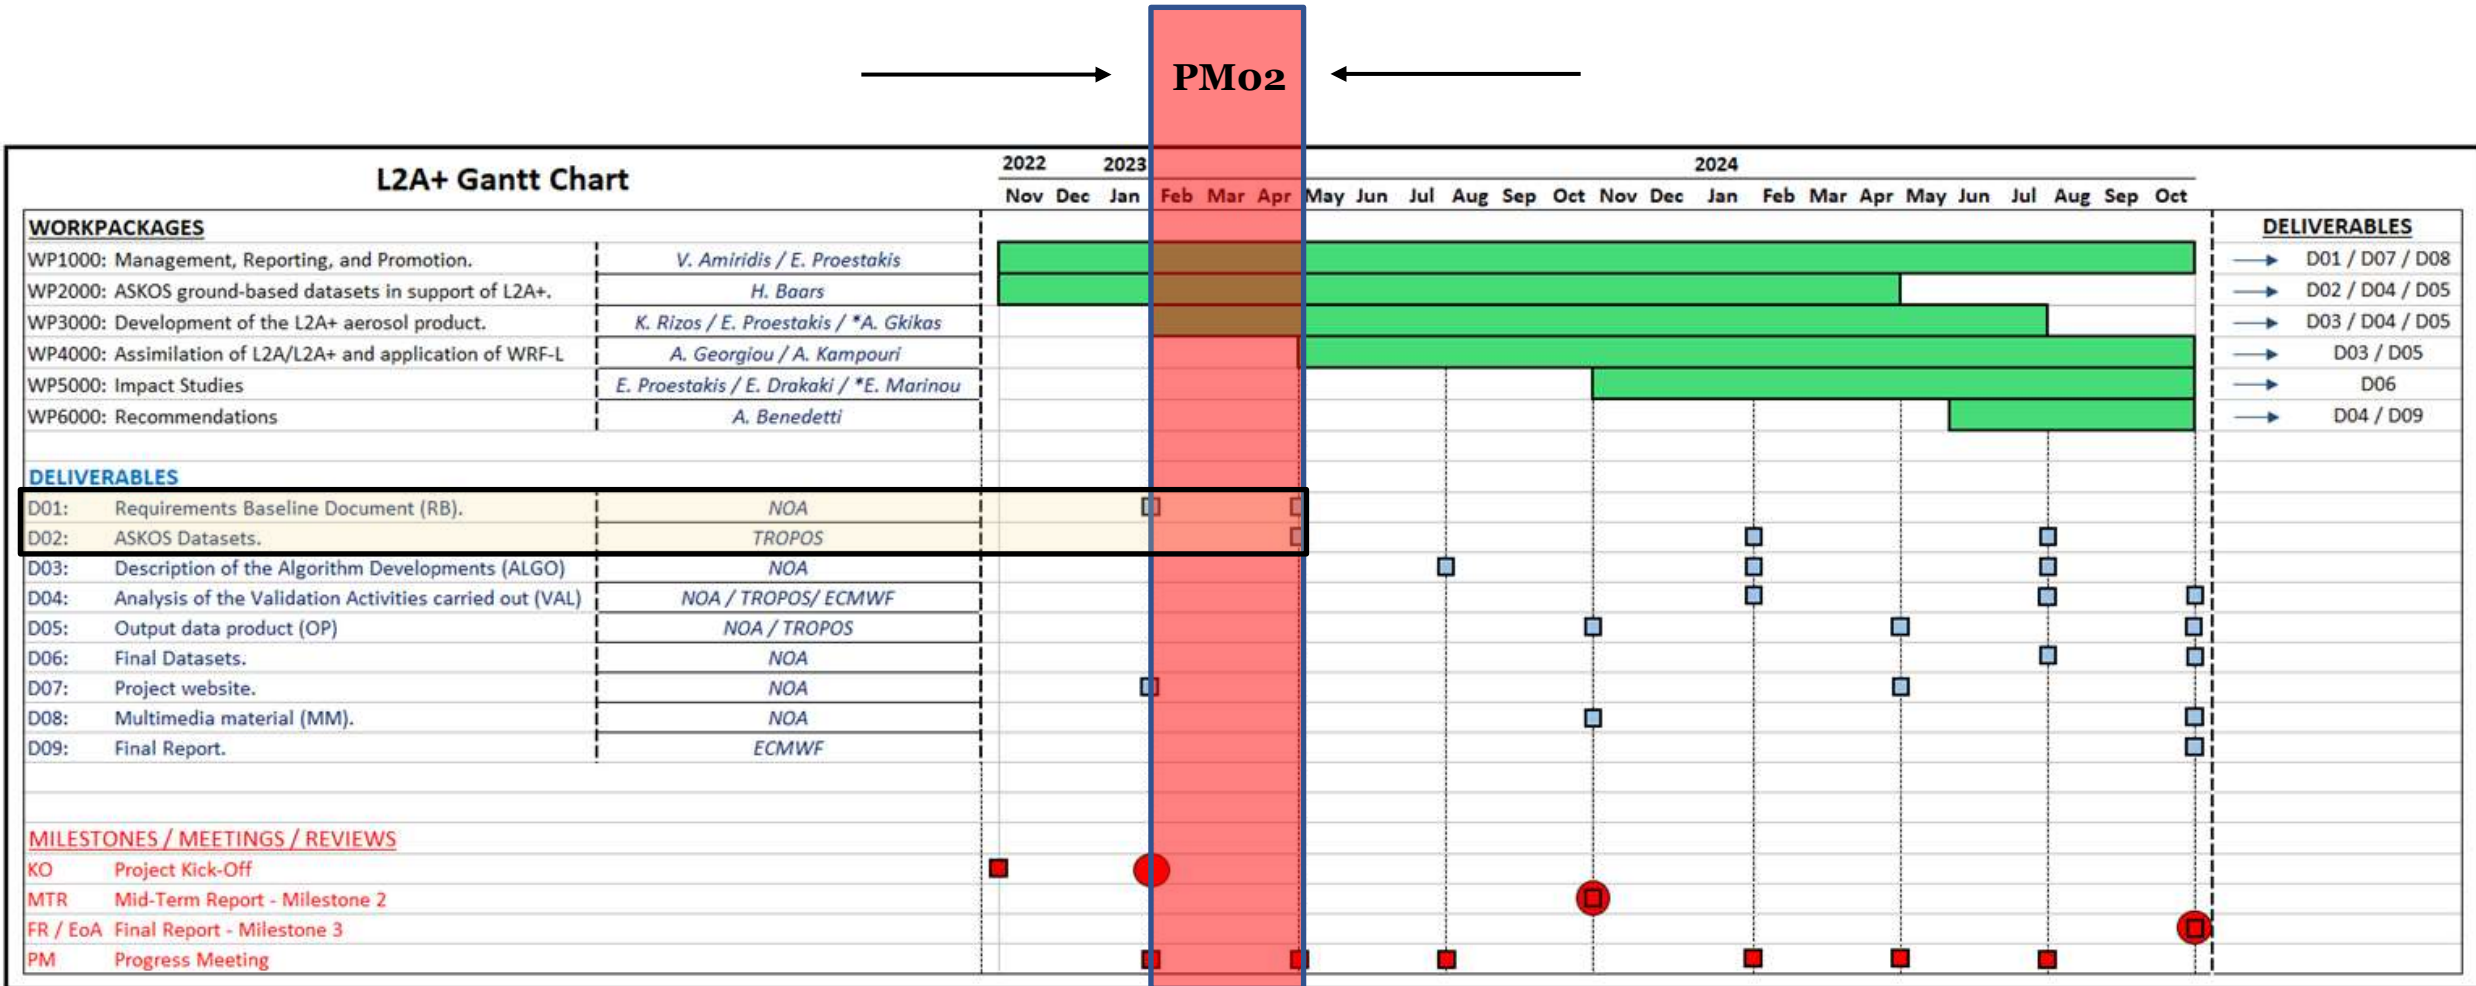 PM02
L2A+ Gantt Chart
2022 2023 2024
Nov Dec Jan Feb Mar Apr May Jun Jul Aug Sep Oct Nov Dec Jan Feb Mar Apr May Jun Jul Aug Sep Oct
WORKPACKAGES DELIVERABLES
WP1000: Management, Reporting, and Promotion. V. Amiridis / E. Proestakis D01 / D07 / D08
WP2000: ASKOS ground-based datasets in support of L2A+. H. Baars D02 / D04 / D05
WP3000: Development of the L2A+ aerosol product. K. Rizos / E. Proestakis / *A. Gkikas D03 / D04 / D05
WP4000: Assimilation of L2A/L2A+ and application of WRF-L A. Georgiou / A. Kampouri D03 / D05
WP5000: Impact Studies E. Proestakis / E. Drakaki / *E. Marinou D06
WP6000: Recommendations A. Benedetti D04 / D09
DELIVERABLES
D01: Requirements Baseline Document (RB). NOA
D02: ASKOS Datasets. TROPOS
D03: Description of the Algorithm Developments (ALGO) NOA
D04: Analysis of the Validation Activities carried out (VAL) NOA / TROPOS/ ECMWF
D05: Output data product (OP) NOA / TROPOS
D06: Final Datasets. NOA
D07: Project website. NOA
D08: Multimedia material (MM). NOA
D09: Final Report. ECMWF
MILESTONES / MEETINGS / REVIEWS
KO Project Kick-Off
MTR Mid-Term Report - Milestone 2
FR / EoA Final Report - Milestone 3
PM Progress Meeting